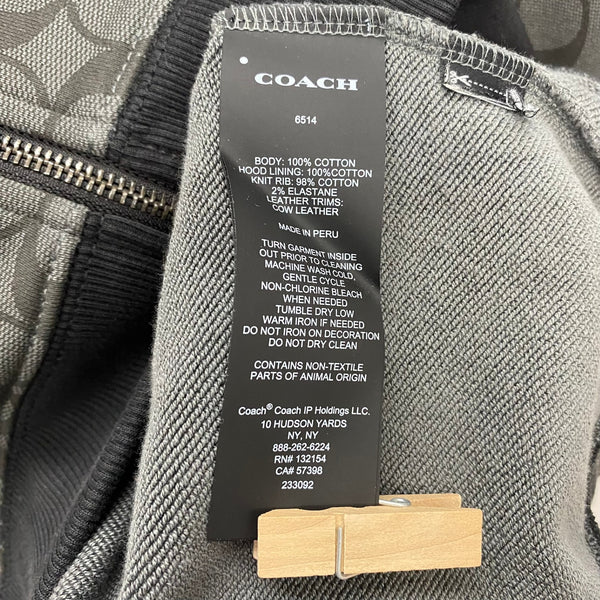 COACH
6514
BODY: 100% COTTON
HOOD LINING: 100%COTTON
KNIT RIB: 98% COTTON
2% ELASTANE
LEATHER TRIMS:
COW LEATHER
MADE IN PERU
TURN GARMENT INSIDE
OUT PRIOR TO CLEANING
MACHINE WASH COLD,
GENTLE CYCLE
NON-CHLORINE BLEACH
WHEN NEEDED
TUMBLE DRY LOW
WARM IRON IF NEEDED
DO NOT IRON ON DECORATION
DO NOT DRY CLEAN
CONTAINS NON-TEXTILE
PARTS OF ANIMAL ORIGIN
Coach® Coach IP Holdings LLC.
10 HUDSON YARDS
NY, NY
888-262-6224
RN# 132154
CA# 57398
233092